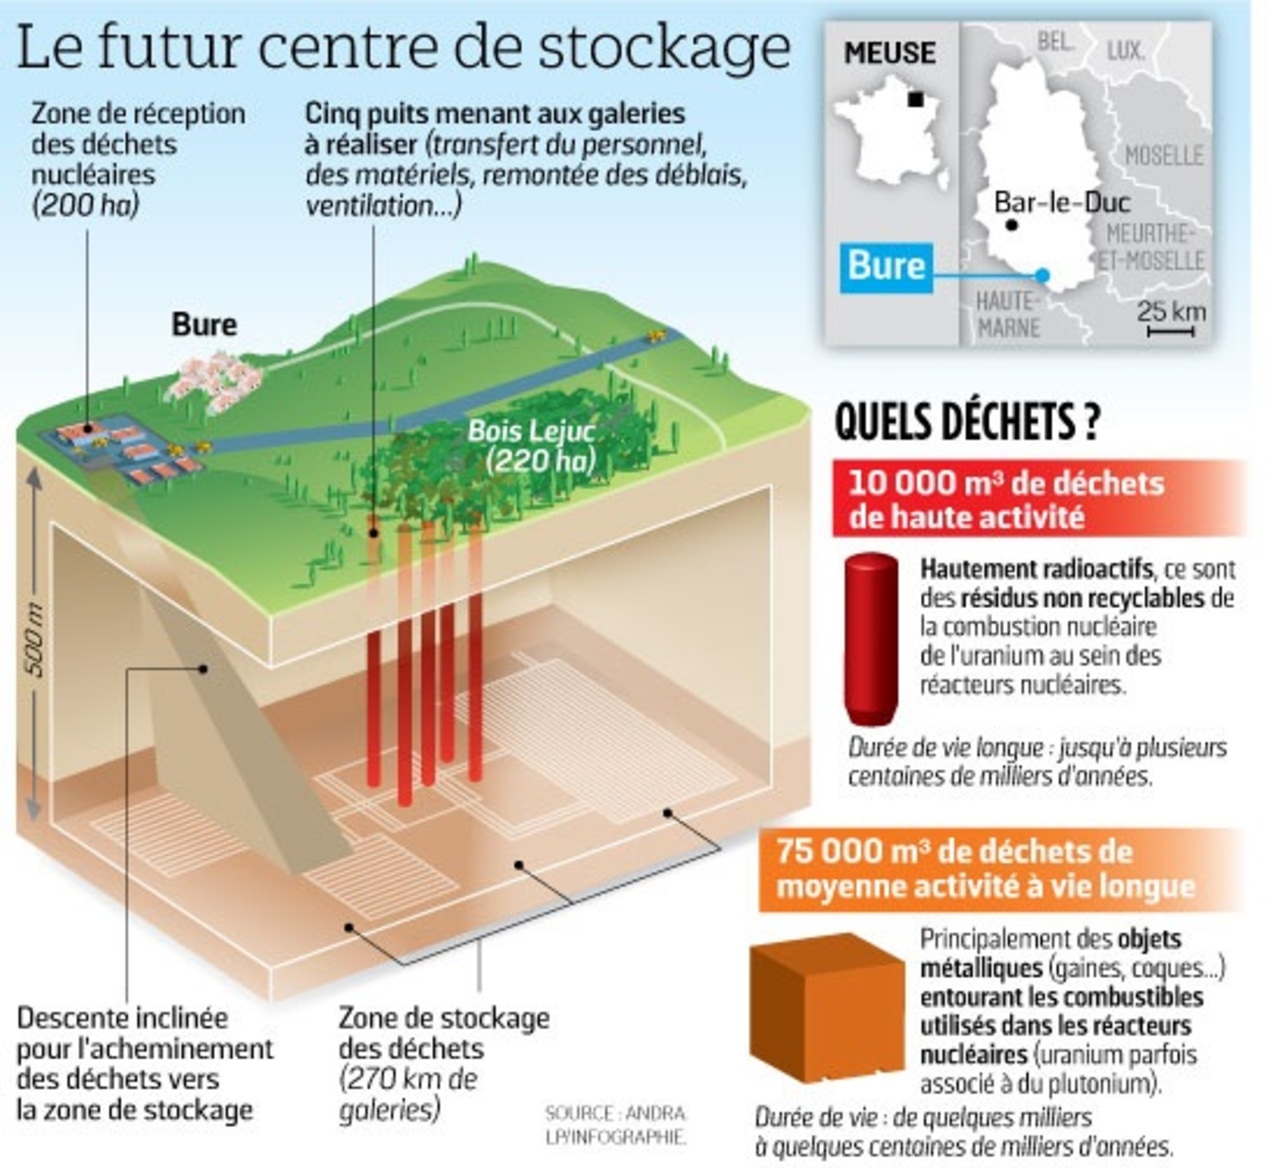 Le futur centre de stockage
Zone de réception
des déchets
nucléaires
(200 ha)
Cinq puits menant aux galeries
à réaliser (transfert du personnel,
des matériels, remontée des déblais,
ventilation...)
MEUSE
BEL.
LUX.
MOSELLE
Bar-le-Duc
MEURTHE-
ET-MOSELLE
Bure
HAUTE-
MARNE
25 km
Bure
Bois Lejuc
(220 ha)
500 m
QUELS DÉCHETS ?
10 000 m³ de déchets
de haute activité
Hautement radioactifs, ce sont
des résidus non recyclables de
la combustion nucléaire
de l'uranium au sein des
réacteurs nucléaires.
Durée de vie longue : jusqu'à plusieurs
centaines de milliers d'années.
75 000 m³ de déchets de
moyenne activité à vie longue
Principalement des objets
métalliques (gaines, coques...)
entourant les combustibles
utilisés dans les réacteurs
nucléaires (uranium parfois
associé à du plutonium).
Durée de vie : de quelques milliers
à quelques centaines de milliers d'années.
Descente inclinée
pour l'acheminement
des déchets vers
la zone de stockage
Zone de stockage
des déchets
(270 km de
galeries)
SOURCE : ANDRA.
LP/INFOGRAPHIE.